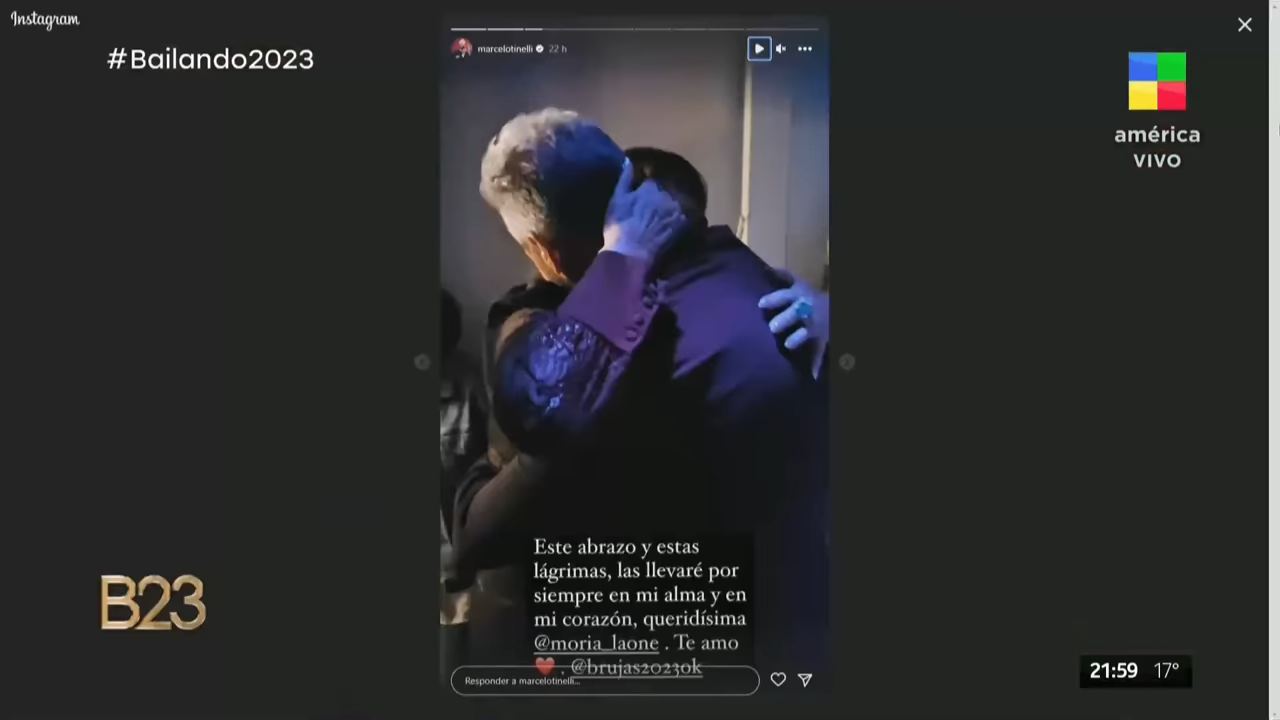 Instagram
#Bailando2023
marcelotinelli 22 h
américa
VIVO
Este abrazo y estas
lágrimas, las llevaré por
siempre en mi alma y en
mi corazón, queridísima
@moria_laone . Te amo
❤️ . @brujas2023ok
Responder a marcelotinelli...
B23
21:59 17°